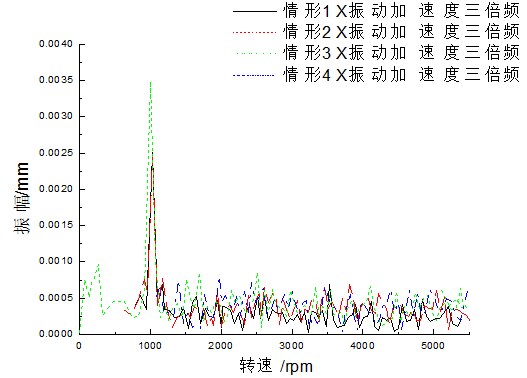 情形1 X振动加 速 度 三 倍 频
情形2 X振 动 加 速 度 三 倍 频
情形3 X振 动 加 速 度 三 倍 频
情形4 X振 动 加 速 度 三 倍 频
0.0040
0.0035
0.0030
0.0025
0.0020
0.0015
0.0010
0.0005
0.0000
振 幅/mm
0 1000 2000 3000 4000 5000
转速 /rpm